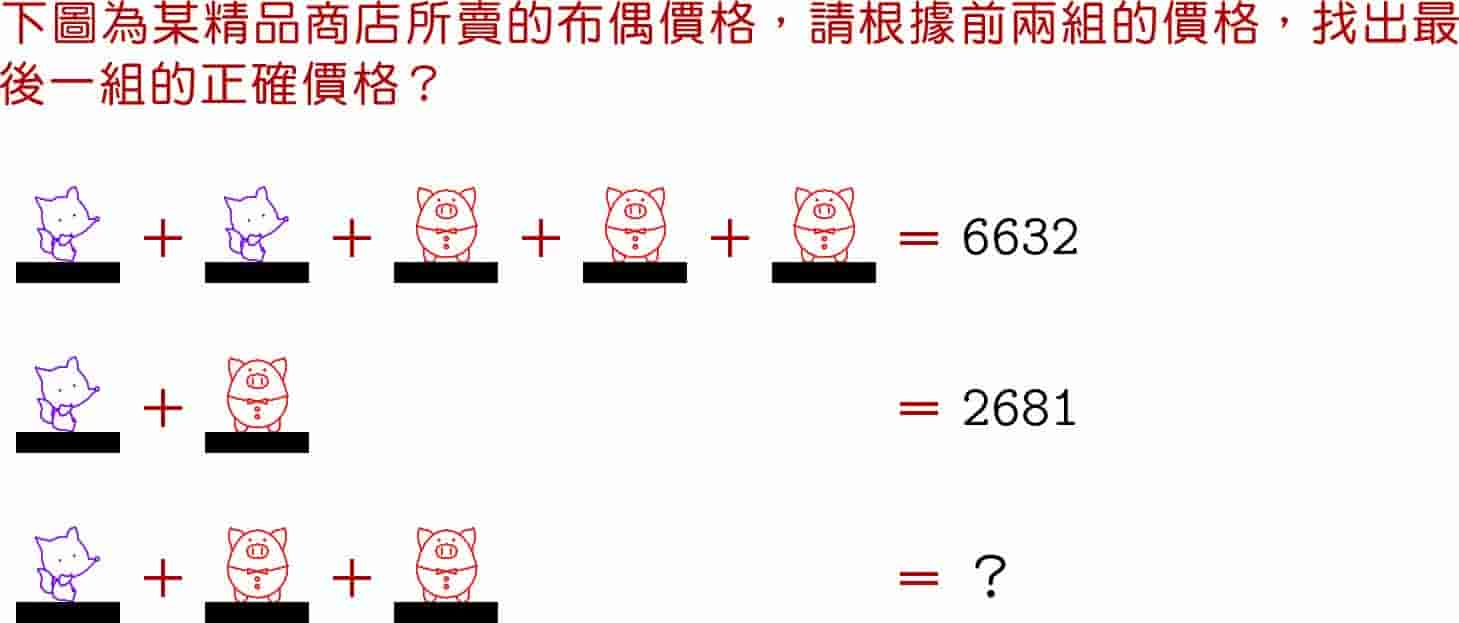 下圖為某精品商店所賣的布偶價格，請根據前兩組的價格，找出最
後一組的正確價格？
+ + + + = 6632
+ = 2681
+ + = ?